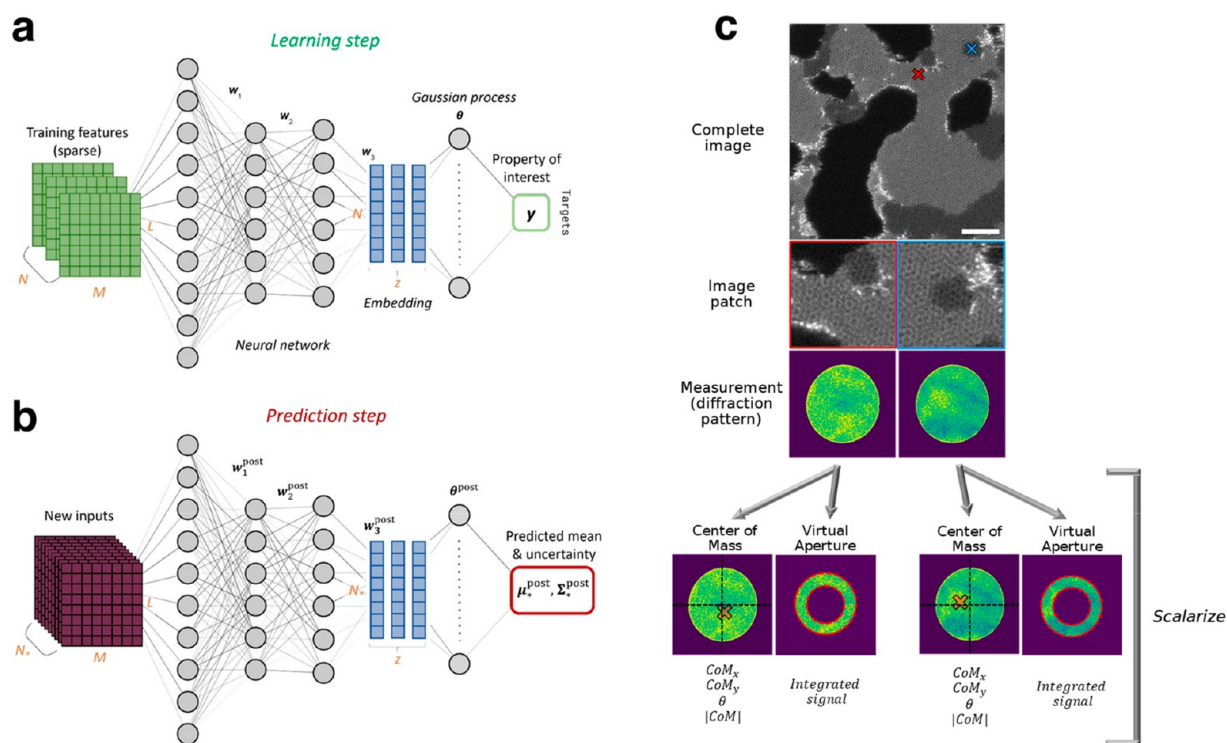 a
Learning step
w₁
w₂
Gaussian process
θ
Training features
(sparse)
w₃
Property of
interest
L
N
y
Targets
N
M
z
Embedding
Neural network
b
Prediction step
w₁ᵖᵒˢᵗ
w₂ᵖᵒˢᵗ
θᵖᵒˢᵗ
New inputs
w₃ᵖᵒˢᵗ
Predicted mean
& uncertainty
L
N*
μ*ᵖᵒˢᵗ, Σ*ᵖᵒˢᵗ
N*
M
z
c
Complete
image
Image
patch
Measurement
(diffraction
pattern)
Center of
Mass
Virtual
Aperture
Center of
Mass
Virtual
Aperture
Scalarize
CoMₓ
CoMᵧ
θ
|CoM|
Integrated
signal
CoMₓ
CoMᵧ
θ
|CoM|
Integrated
signal